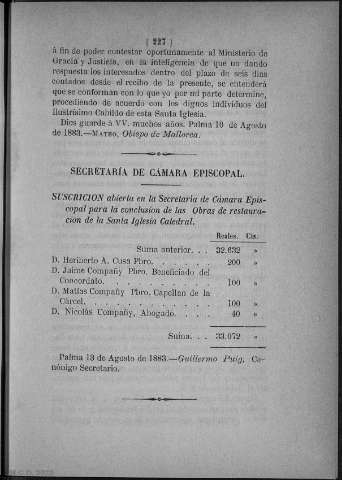 ( 227 )
á fin de poder contestar oportunamente al Ministerio de
Gracia y Justicia, en la inteligencia de que no dando
respuesta los interesados dentro del plazo de seis dias
contados desde el recibo de la presente, se entenderá
que se conforman con lo que yo por mi parte determine,
procediendo de acuerdo con los dignos individuos del
Ilustrísimo Cabildo de esta Santa Iglesia.
Dios guarde á VV. muchos años. Palma 10 de Agosto
de 1883.—MATEO, Obispo de Mallorca.
SECRETARÍA DE CÁMARA EPISCOPAL.
SUSCRICION abierta en la Secretaría de Cámara Epis-
copal para la conclusion de las Obras de restaura-
cion de la Santa Iglesia Catedral.
Reales. Cts.
Suma anterior. . . 32.632 »
D. Heriberto A. Cusa Pbro. . . . . . 200 »
D. Jaime Compañy Pbro. Beneficiado del
Concordato. . . . . . . . . 100 »
D. Matías Compañy Pbro. Capellan de la
Cárcel. . . . . . . . . . 100 »
D. Nicolás Compañy, Abogado. . . . 40 »
Suma. . . 33.072 »
Palma 13 de Agosto de 1883.—Guillermo Puig, Ca-
nónigo Secretario.